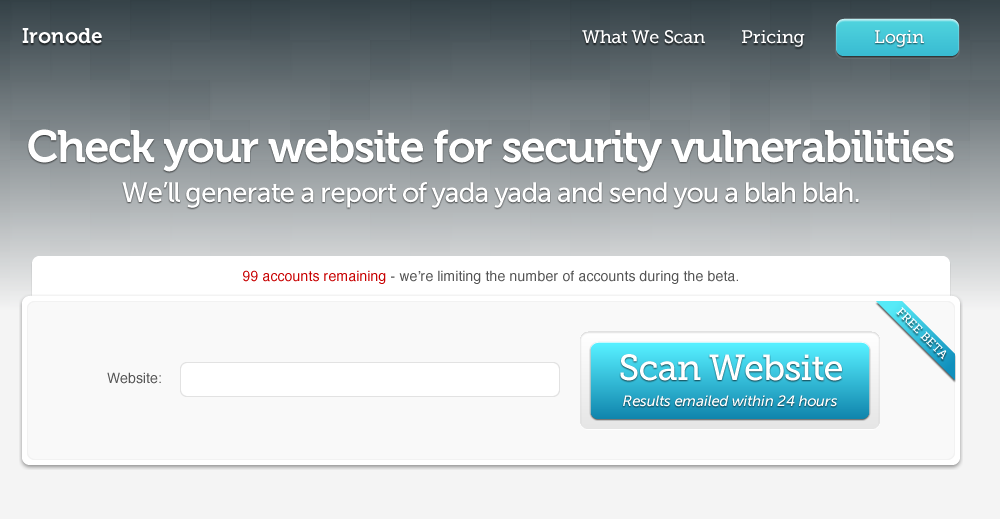 Ironode
What We Scan
Pricing
Login
Check your website for security vulnerabilities
We'll generate a report of yada yada and send you a blah blah.
99 accounts remaining - we're limiting the number of accounts during the beta.
FREE BETA
Website:
Scan Website
Results emailed within 24 hours